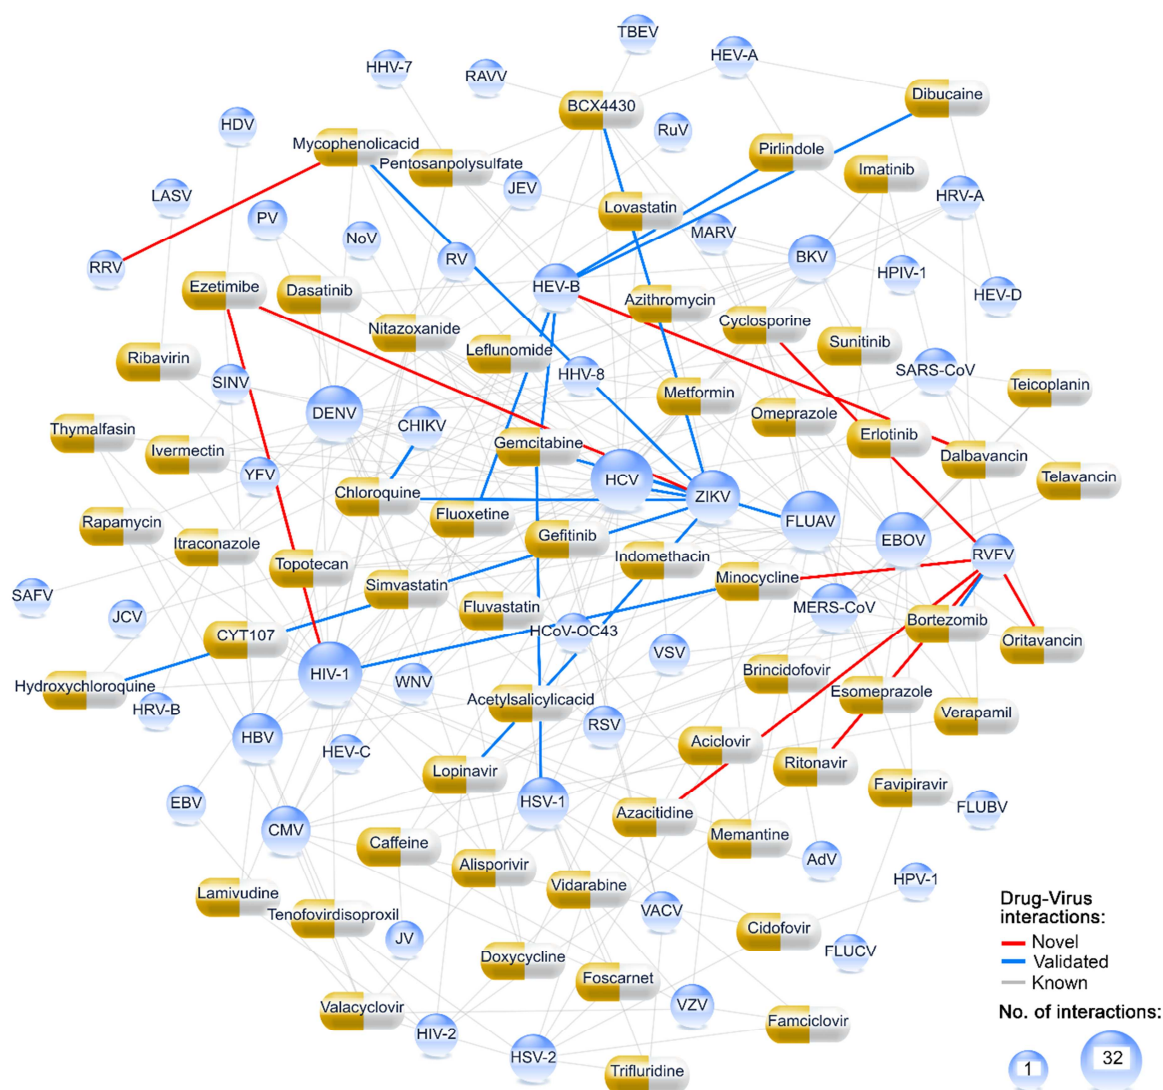 TBEV
HEV-A
HHV-7
RAVV
BCX4430
Dibucaine
HDV
RuV
Mycophenolicacid
Pirlindole
Pentosanpolysulfate
Imatinib
LASV
JEV
HRV-A
PV
Lovastatin
NoV
MARV
RRV
RV
BKV
HPIV-1
Ezetimibe
Dasatinib
HEV-B
HEV-D
Azithromycin
Nitazoxanide
Cyclosporine
Sunitinib
Ribavirin
Leflunomide
SINV
HHV-8
SARS-CoV
Teicoplanin
DENV
Metformin
CHIKV
Omeprazole
Thymalfasin
Gemcitabine
Erlotinib
Ivermectin
Dalbavancin
YFV
HCV
Telavancin
Chloroquine
ZIKV
Rapamycin
Fluoxetine
FLUAV
Itraconazole
Gefitinib
EBOV
Topotecan
Indomethacin
RVFV
Simvastatin
Minocycline
SAFV
Fluvastatin
MERS-CoV
JCV
Bortezomib
CYT107
HCoV-OC43
Oritavancin
VSV
HIV-1
WNV
Brincidofovir
Hydroxychloroquine
Esomeprazole
HRV-B
Acetylsalicylicacid
Verapamil
HBV
RSV
HEV-C
Aciclovir
Lopinavir
Ritonavir
Favipiravir
EBV
HSV-1
FLUBV
CMV
Azacitidine
Caffeine
Memantine
Alisporivir
AdV
Lamivudine
Vidarabine
HPV-1
Tenofovirdisoproxil
VACV
JV
Cidofovir
FLUCV
Doxycycline
Foscarnet
Valacyclovir
VZV
HIV-2
Famciclovir
HSV-2
Trifluridine
Drug-Virus
interactions:
Novel
Validated
Known
No. of interactions:
1
32